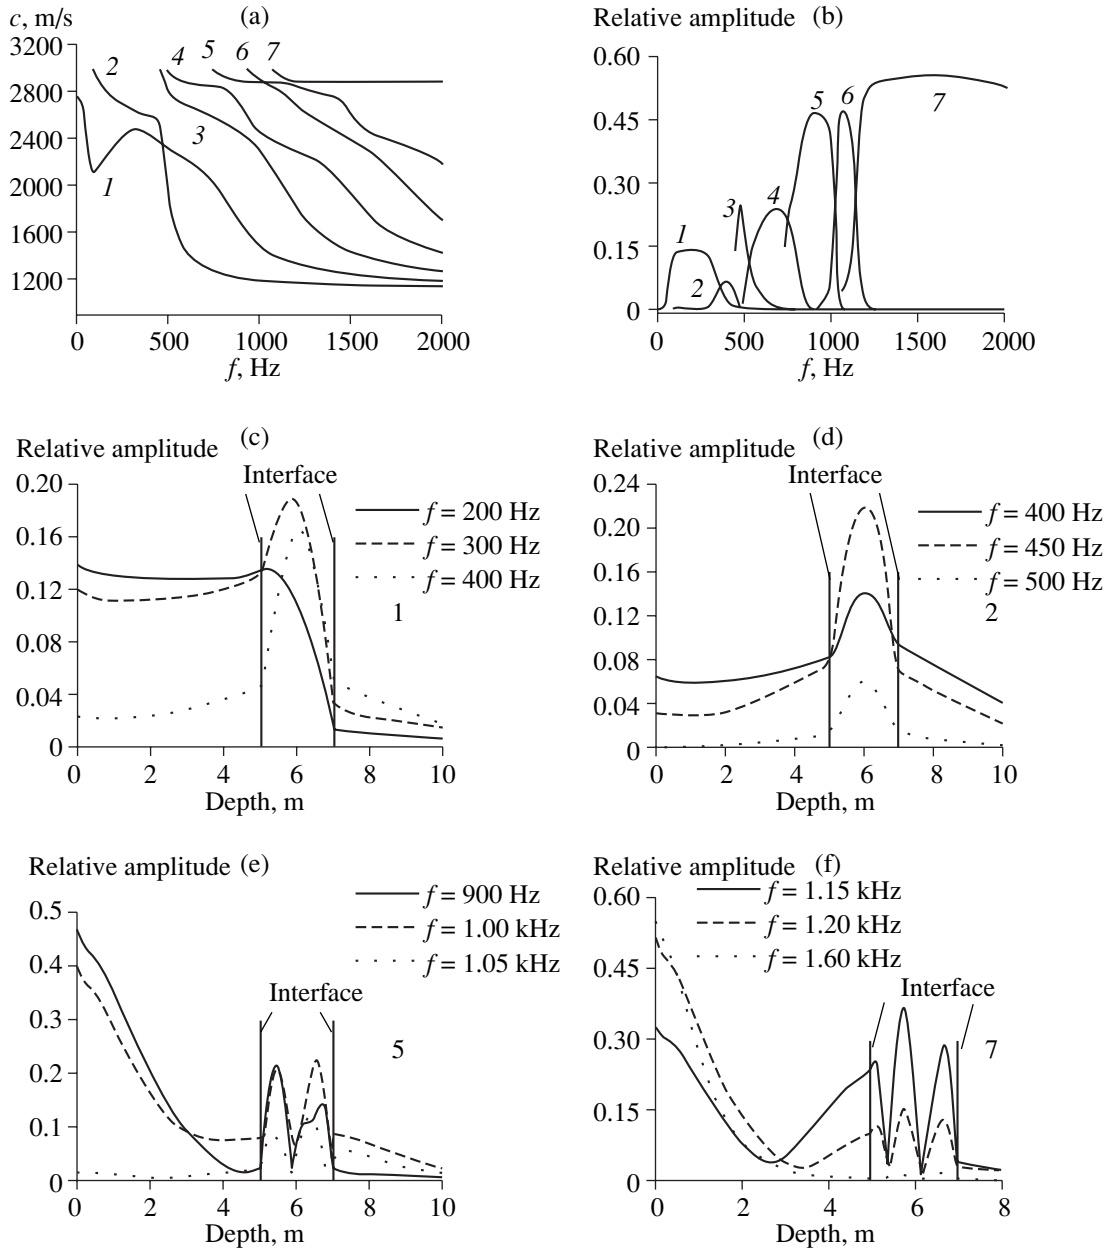 c, m/s (a)
3200
2800
2400
2000
1600
1200
1 2 3 4 5 6 7
0 500 1000 1500 2000
f, Hz
Relative amplitude (b)
0.60
0.45
0.30
0.15
0
1 2 3 4 5 6 7
0 500 1000 1500 2000
f, Hz
Relative amplitude (c)
Interface
0.20
0.16
0.12
0.08
0.04
0
f = 200 Hz
f = 300 Hz
f = 400 Hz
1
0 2 4 6 8 10
Depth, m
Relative amplitude (d)
Interface
0.24
0.20
0.16
0.12
0.08
0.04
0
f = 400 Hz
f = 450 Hz
f = 500 Hz
2
0 2 4 6 8 10
Depth, m
Relative amplitude (e)
0.5
0.4
0.3
0.2
0.1
0
f = 900 Hz
f = 1.00 kHz
f = 1.05 kHz
Interface
5
0 2 4 6 8 10
Depth, m
Relative amplitude (f)
0.60
0.45
0.30
0.15
0
f = 1.15 kHz
f = 1.20 kHz
f = 1.60 kHz
Interface
7
0 2 4 6 8
Depth, m